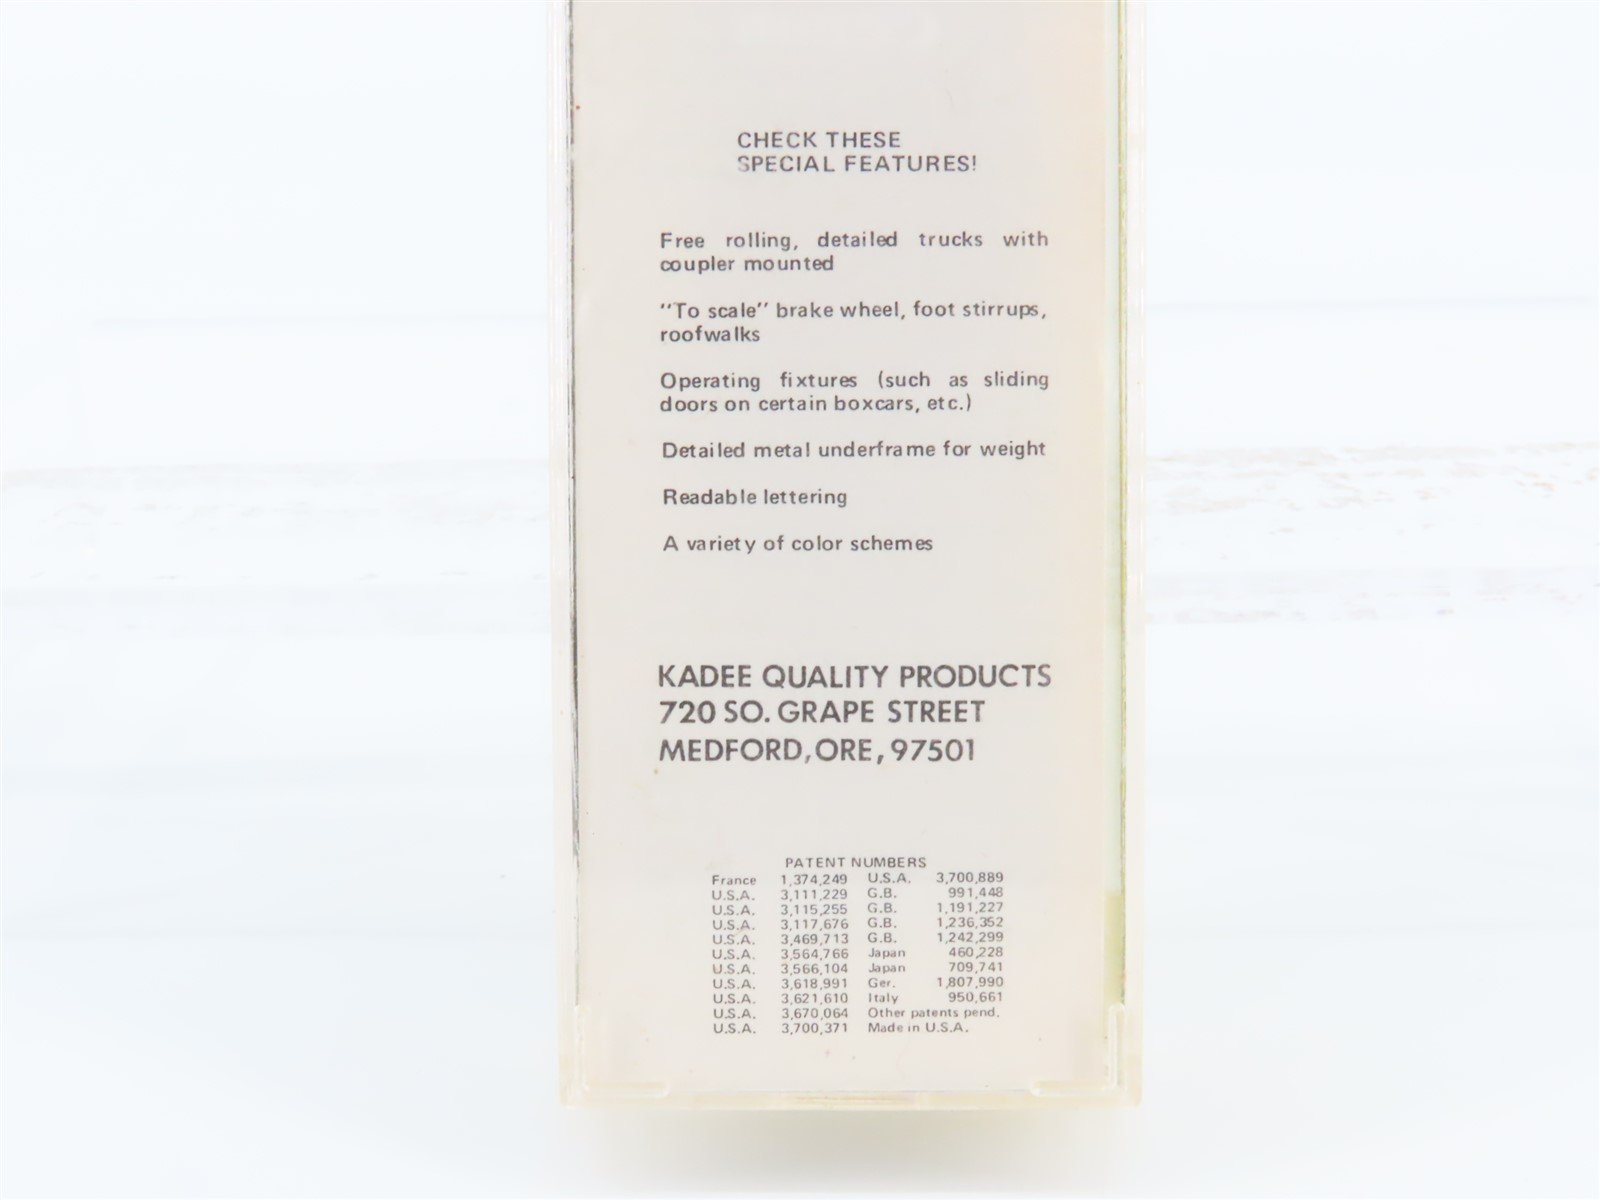 CHECK THESE
SPECIAL FEATURES!
Free rolling, detailed trucks with
coupler mounted
"To scale" brake wheel, foot stirrups,
roofwalks
Operating fixtures (such as sliding
doors on certain boxcars, etc.)
Detailed metal underframe for weight
Readable lettering
A variety of color schemes
KADEE QUALITY PRODUCTS
720 SO. GRAPE STREET
MEDFORD, ORE, 97501
PATENT NUMBERS
France 1,374,249 U.S.A. 3,700,889
U.S.A. 3,111,229 G.B. 991,448
U.S.A. 3,115,255 G.B. 1,191,227
U.S.A. 3,117,676 G.B. 1,236,352
U.S.A. 3,469,713 G.B. 1,242,299
U.S.A. 3,564,766 Japan 460,228
U.S.A. 3,566,104 Japan 709,741
U.S.A. 3,618,991 Ger. 1,807,990
U.S.A. 3,621,610 Italy 950,661
U.S.A. 3,670,064 Other patents pend.
U.S.A. 3,700,371 Made in U.S.A.